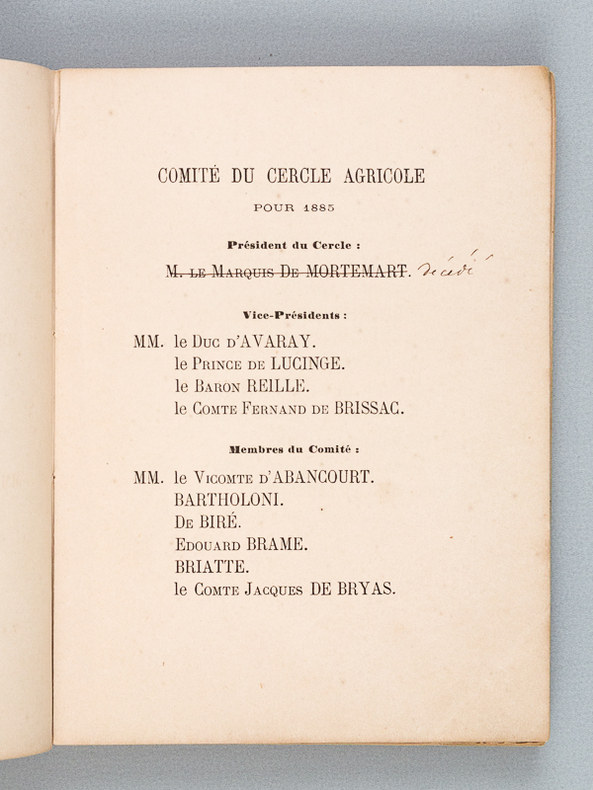 COMITÉ DU CERCLE AGRICOLE
POUR 1885
Président du Cercle :
M. LE MARQUIS DE MORTEMART. décédé
Vice-Présidents :
MM. le DUC D'AVARAY.
le PRINCE DE LUCINGE.
le BARON REILLE.
le COMTE FERNAND DE BRISSAC.
Membres du Comité :
MM. le VICOMTE D'ABANCOURT.
BARTHOLONI.
DE BIRÉ.
EDOUARD BRAME.
BRIATTE.
le COMTE JACQUES DE BRYAS.